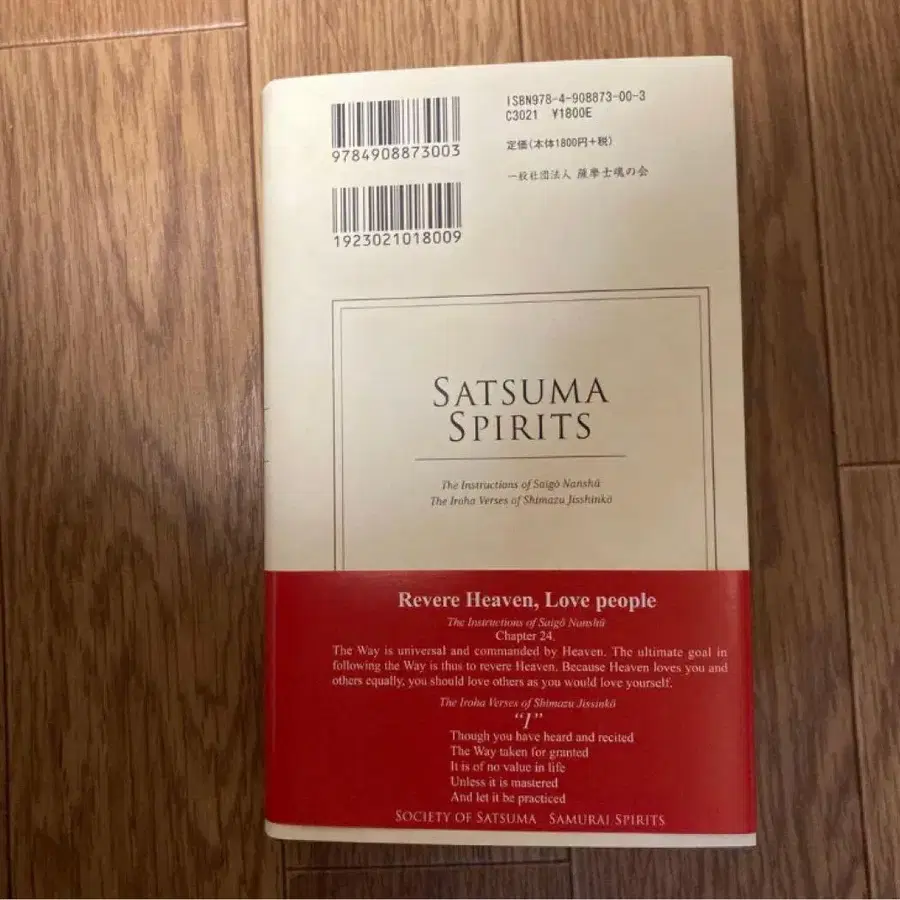 9784908873003
1923021018009
ISBN978-4-908873-00-3
C3021 ¥1800E
定価(本体1800円+税)
一般社団法人 薩摩士魂の会
SATSUMA
SPIRITS
The Instructions of Saigō Nanshū
The Iroha Verses of Shimazu Jisshinkō
Revere Heaven, Love people
The Instructions of Saigō Nanshū
Chapter 24.
The Way is universal and commanded by Heaven. The ultimate goal in
following the Way is thus to revere Heaven. Because Heaven loves you and
others equally, you should love others as you would love yourself.
The Iroha Verses of Shimazu Jissinkō
"I"
Though you have heard and recited
The Way taken for granted
It is of no value in life
Unless it is mastered
And let it be practiced
SOCIETY OF SATSUMA SAMURAI SPIRITS